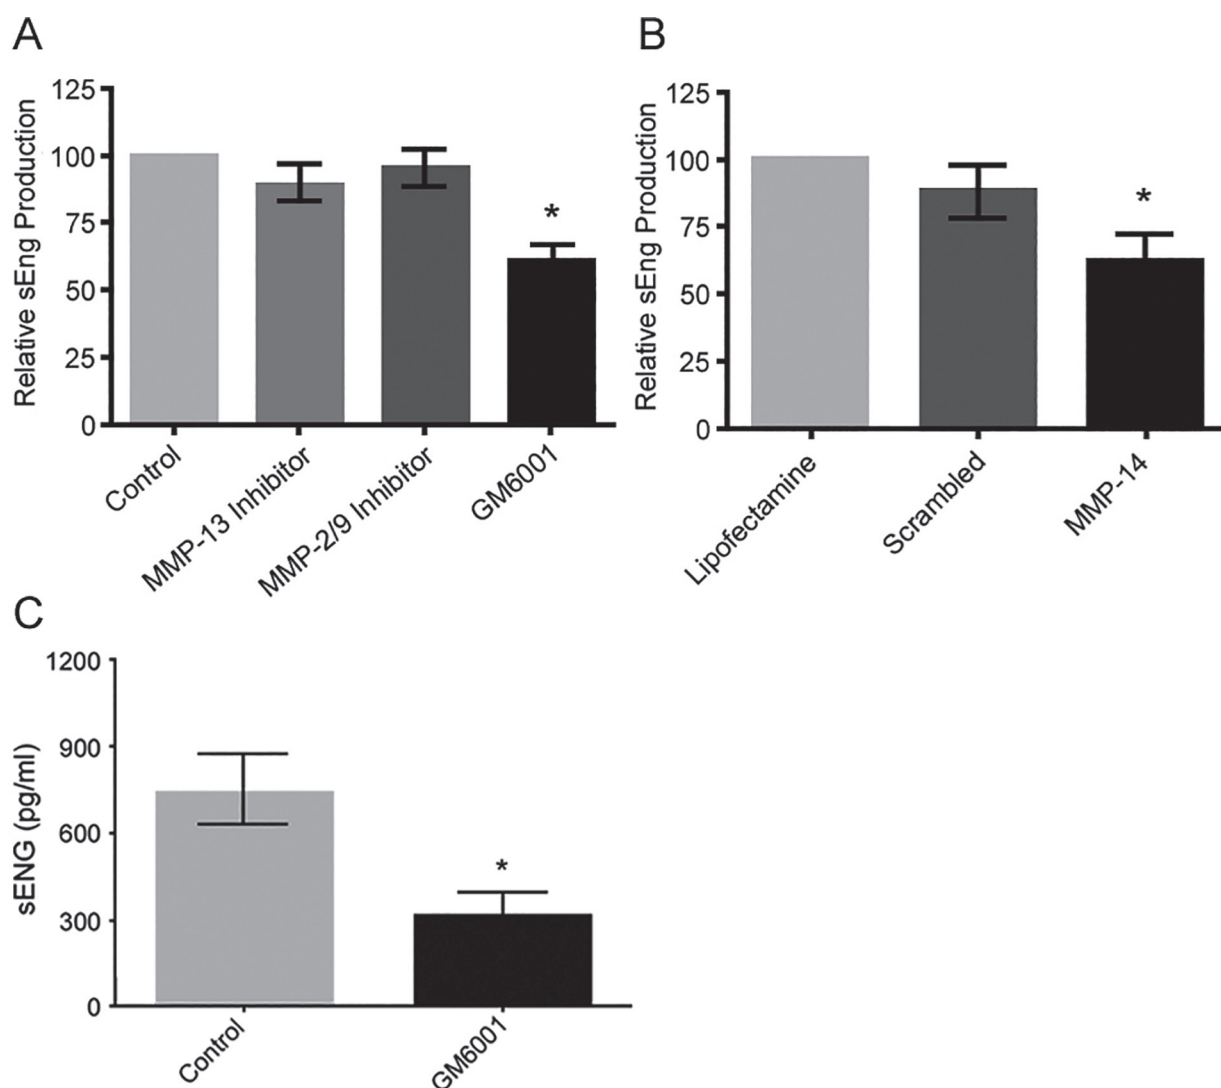 A
Relative sEng Production
125
100
75
50
25
0
*
Control
MMP-13 Inhibitor
MMP-2/9 Inhibitor
GM6001
B
Relative sEng Production
125
100
75
50
25
0
*
Lipofectamine
Scrambled
MMP-14
C
sENG (pg/ml)
1200
900
600
300
0
*
Control
GM6001